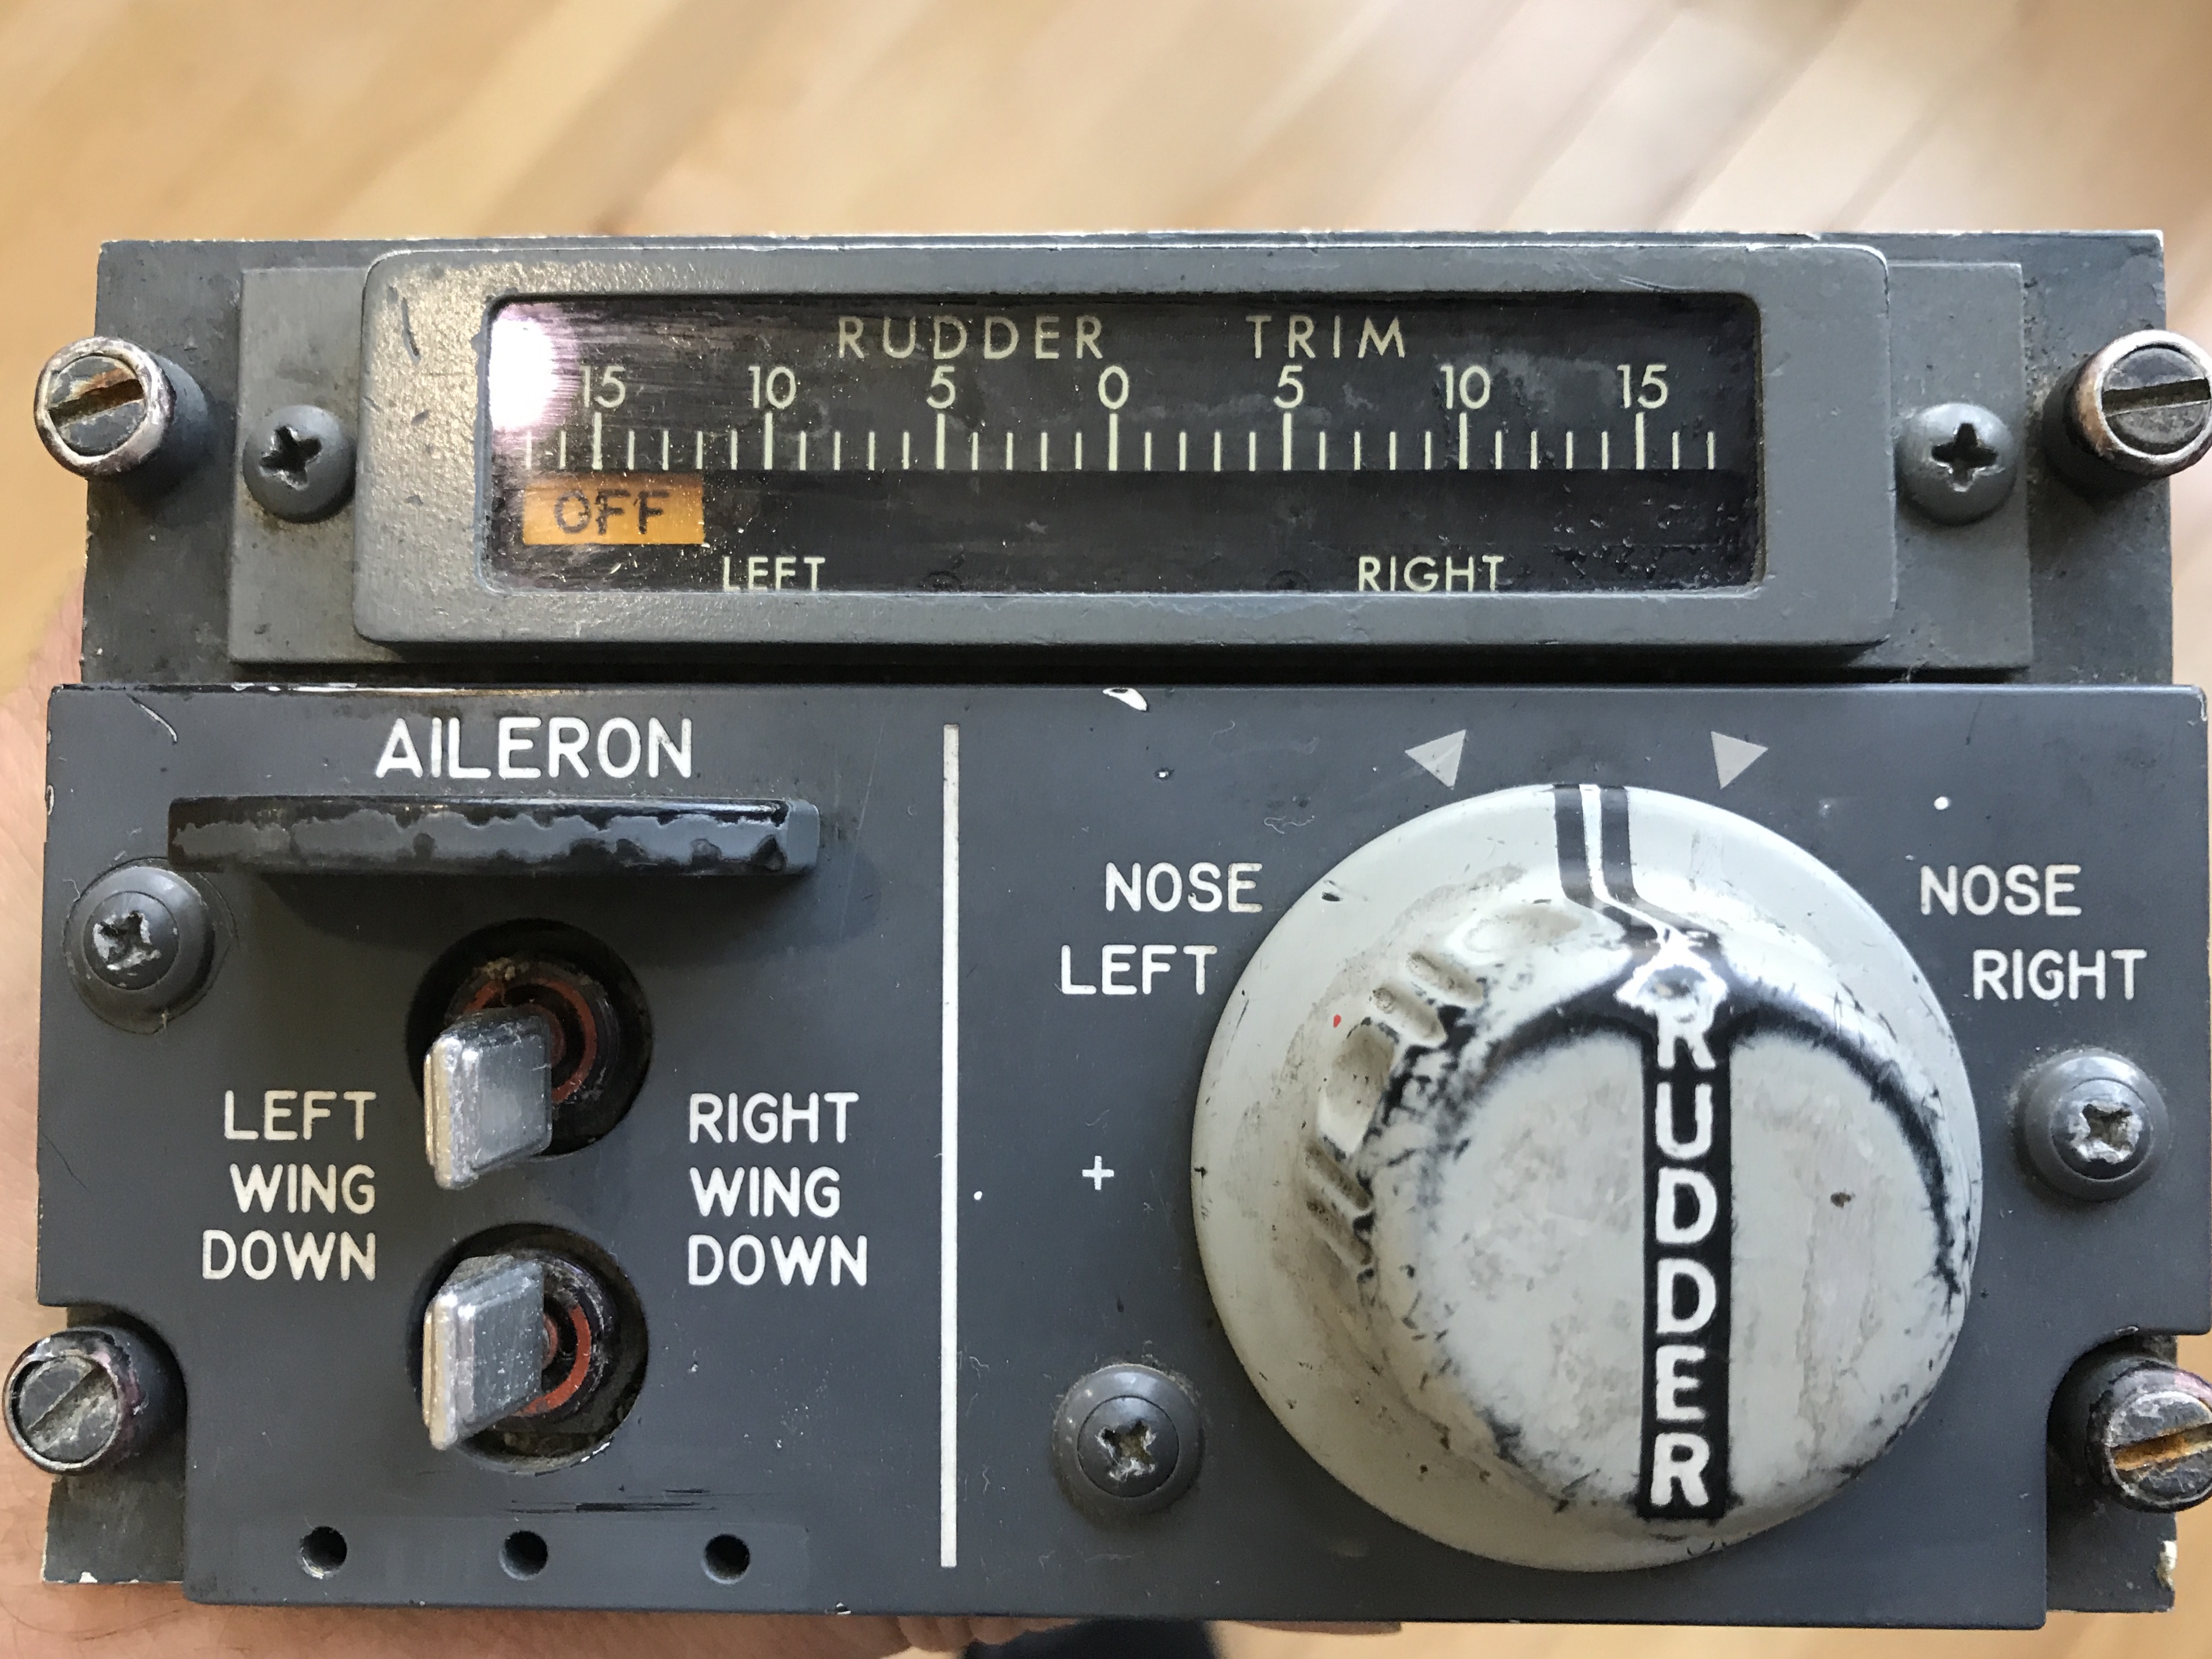 RUDDER TRIM
15 10 5 0 5 10 15
OFF
LEFT RIGHT
AILERON
LEFT
WING
DOWN
RIGHT
WING
DOWN
NOSE
LEFT
NOSE
RIGHT
+
RUDDER